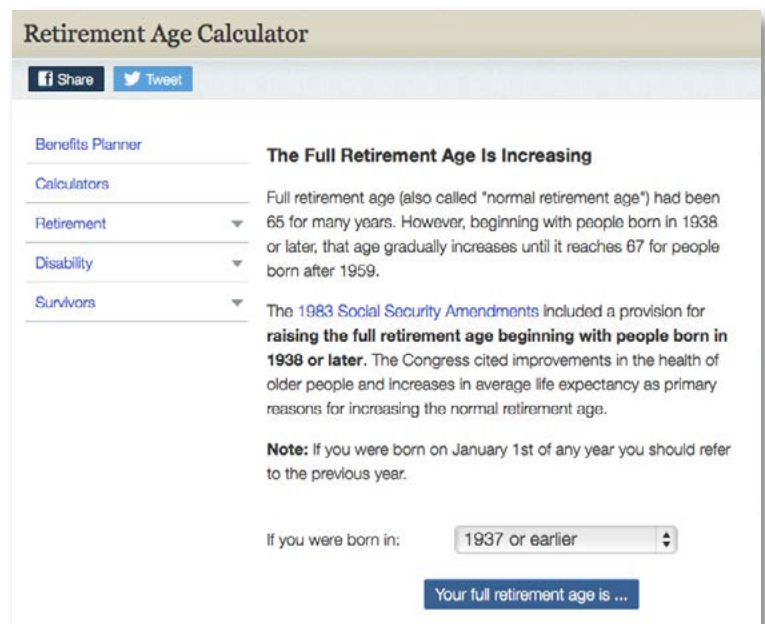 Retirement Age Calculator
Share
Tweet
Benefits Planner
Calculators
Retirement
Disability
Survivors
The Full Retirement Age Is Increasing
Full retirement age (also called "normal retirement age") had been
65 for many years. However, beginning with people born in 1938
or later, that age gradually increases until it reaches 67 for people
born after 1959.
The 1983 Social Security Amendments included a provision for
raising the full retirement age beginning with people born in
1938 or later. The Congress cited improvements in the health of
older people and increases in average life expectancy as primary
reasons for increasing the normal retirement age.
Note: If you were born on January 1st of any year you should refer
to the previous year.
If you were born in: 1937 or earlier
Your full retirement age is ...